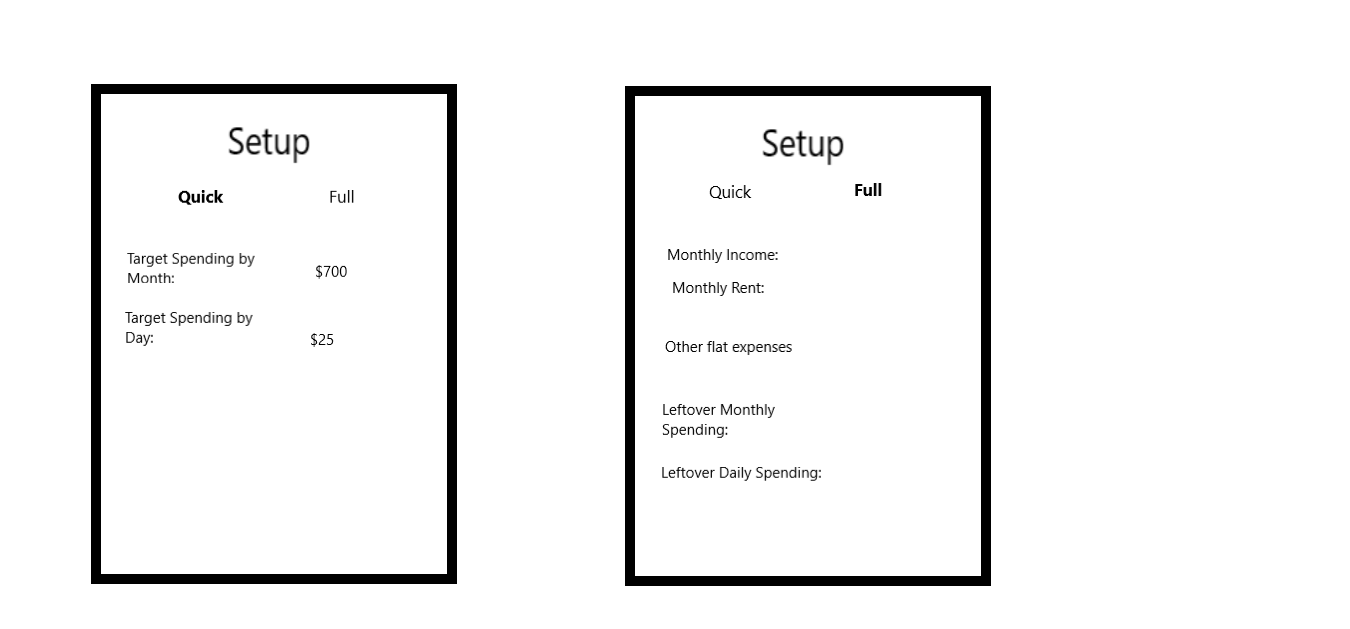 Setup
Quick Full
Target Spending by
Month:
$700
Target Spending by
Day:
$25
Setup
Quick Full
Monthly Income:
Monthly Rent:
Other flat expenses
Leftover Monthly
Spending:
Leftover Daily Spending: